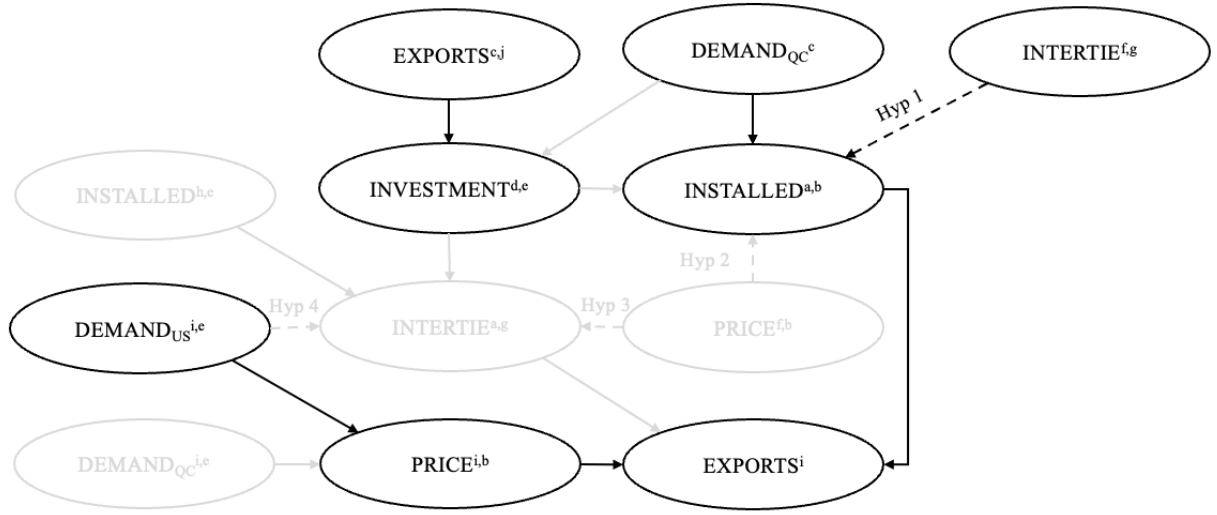 EXPORTSc,j
DEMANDQCc
INTERTIEf,g
Hyp 1
INSTALLEDh,e
INVESTMENTd,e
INSTALLEDa,b
Hyp 2
DEMANDUSi,e
Hyp 4
INTERTIEa,g
Hyp 3
PRICEf,b
DEMANDQCi,e
PRICEi,b
EXPORTSi